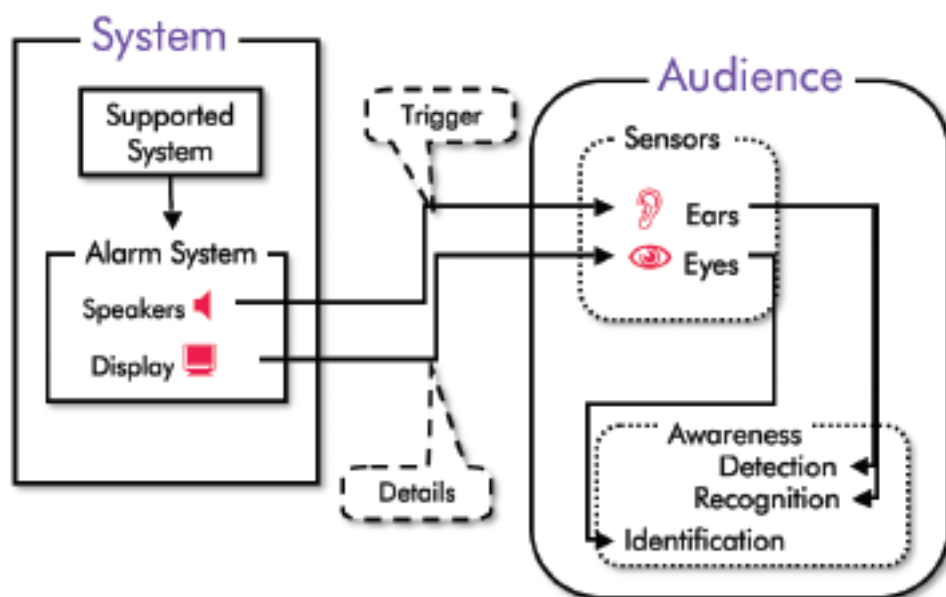 System
Supported
System
Alarm System
Speakers
Display
Trigger
Details
Audience
Sensors
Ears
Eyes
Awareness
Detection
Recognition
Identification